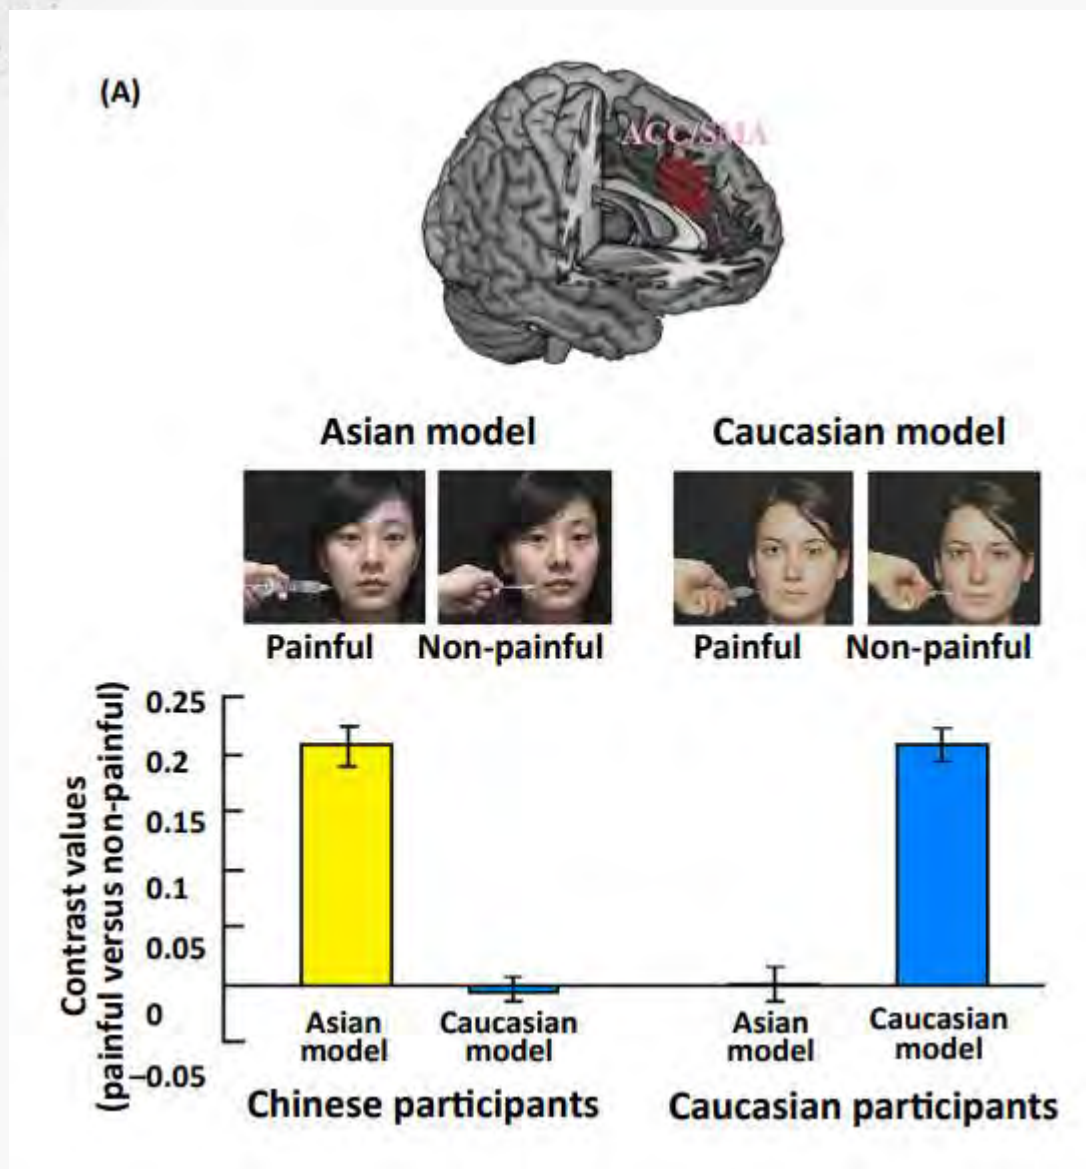 (A)
ACC/SMA
Asian model
Caucasian model
Painful
Non-painful
Painful
Non-painful
Contrast values
(painful versus non-painful)
0.25
0.2
0.15
0.1
0.05
0
–0.05
Asian
model
Caucasian
model
Asian
model
Caucasian
model
Chinese participants
Caucasian participants